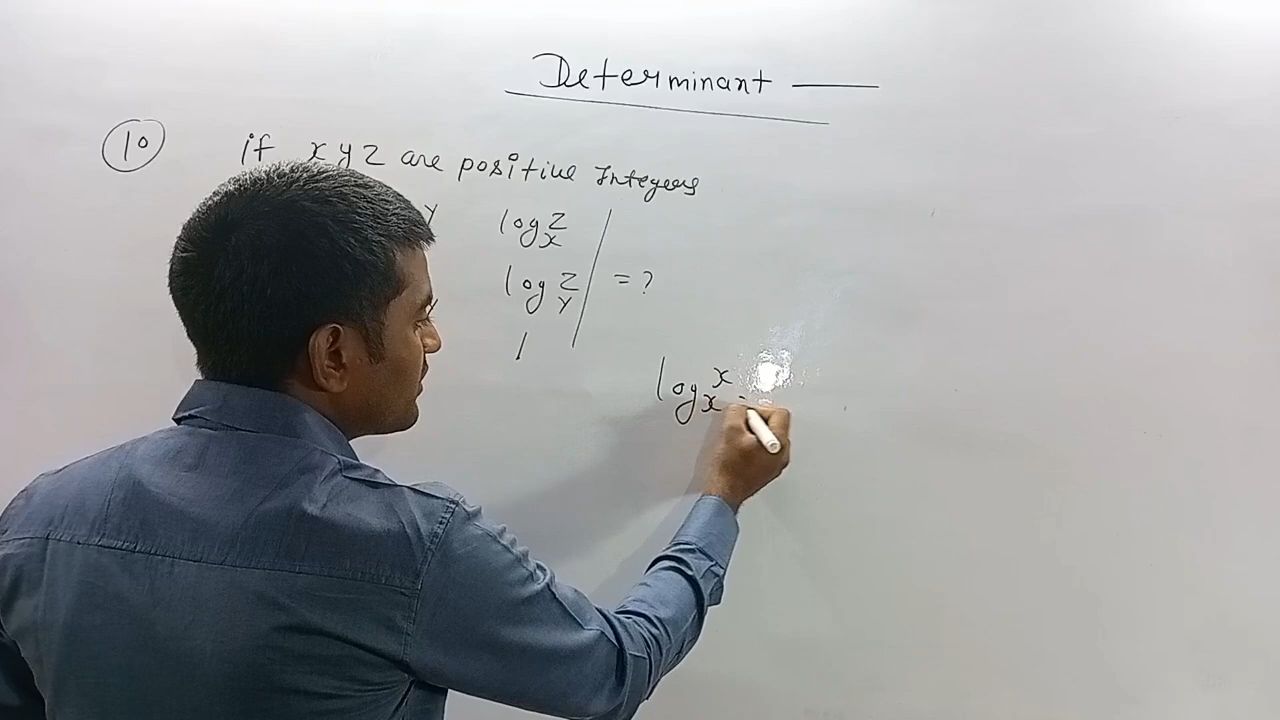 Determinant
10 if x y z are positive Integers
y log z x
log z y = ?
1
log x x =